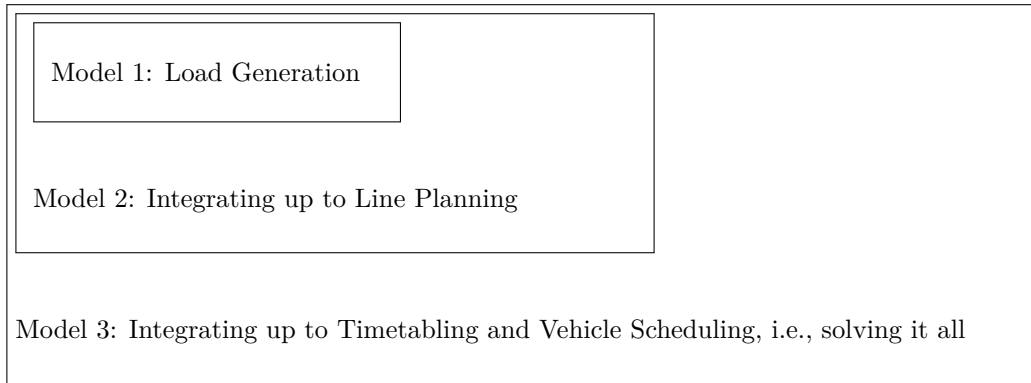 Model 1: Load Generation
Model 2: Integrating up to Line Planning
Model 3: Integrating up to Timetabling and Vehicle Scheduling, i.e., solving it all